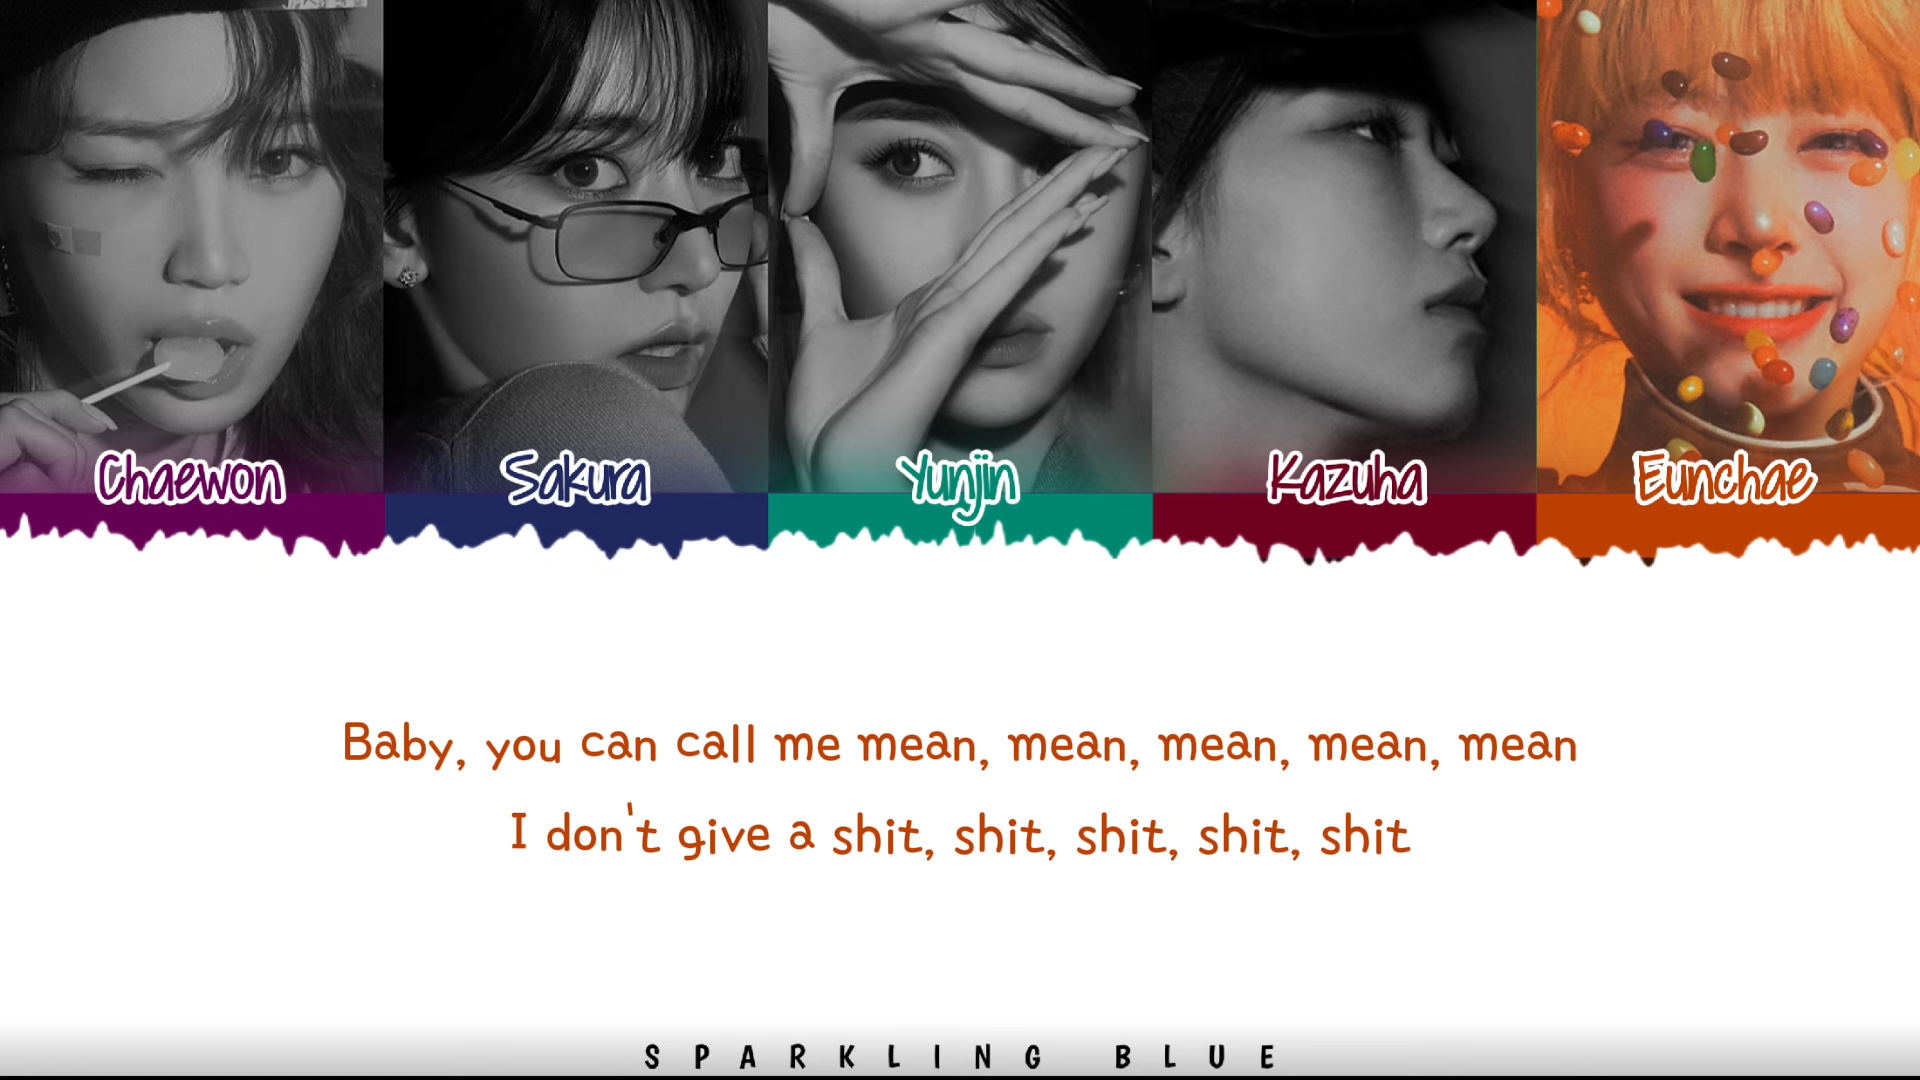 Chaewon
Sakura
Yunjin
Kazuha
Eunchae
Baby, you can call me mean, mean, mean, mean, mean
I don't give a shit, shit, shit, shit, shit
SPARKLING BLUE